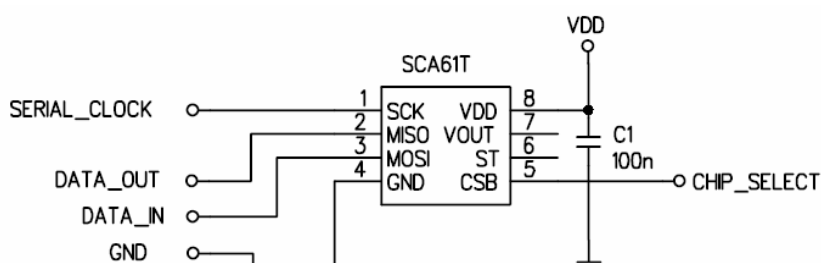 VDD
SCA61T
SERIAL_CLOCK 1 SCK VDD 8
2 MISO VOUT 7 C1
3 MOSI ST 6 100n
DATA_OUT 4 GND CSB 5 CHIP_SELECT
DATA_IN
GND